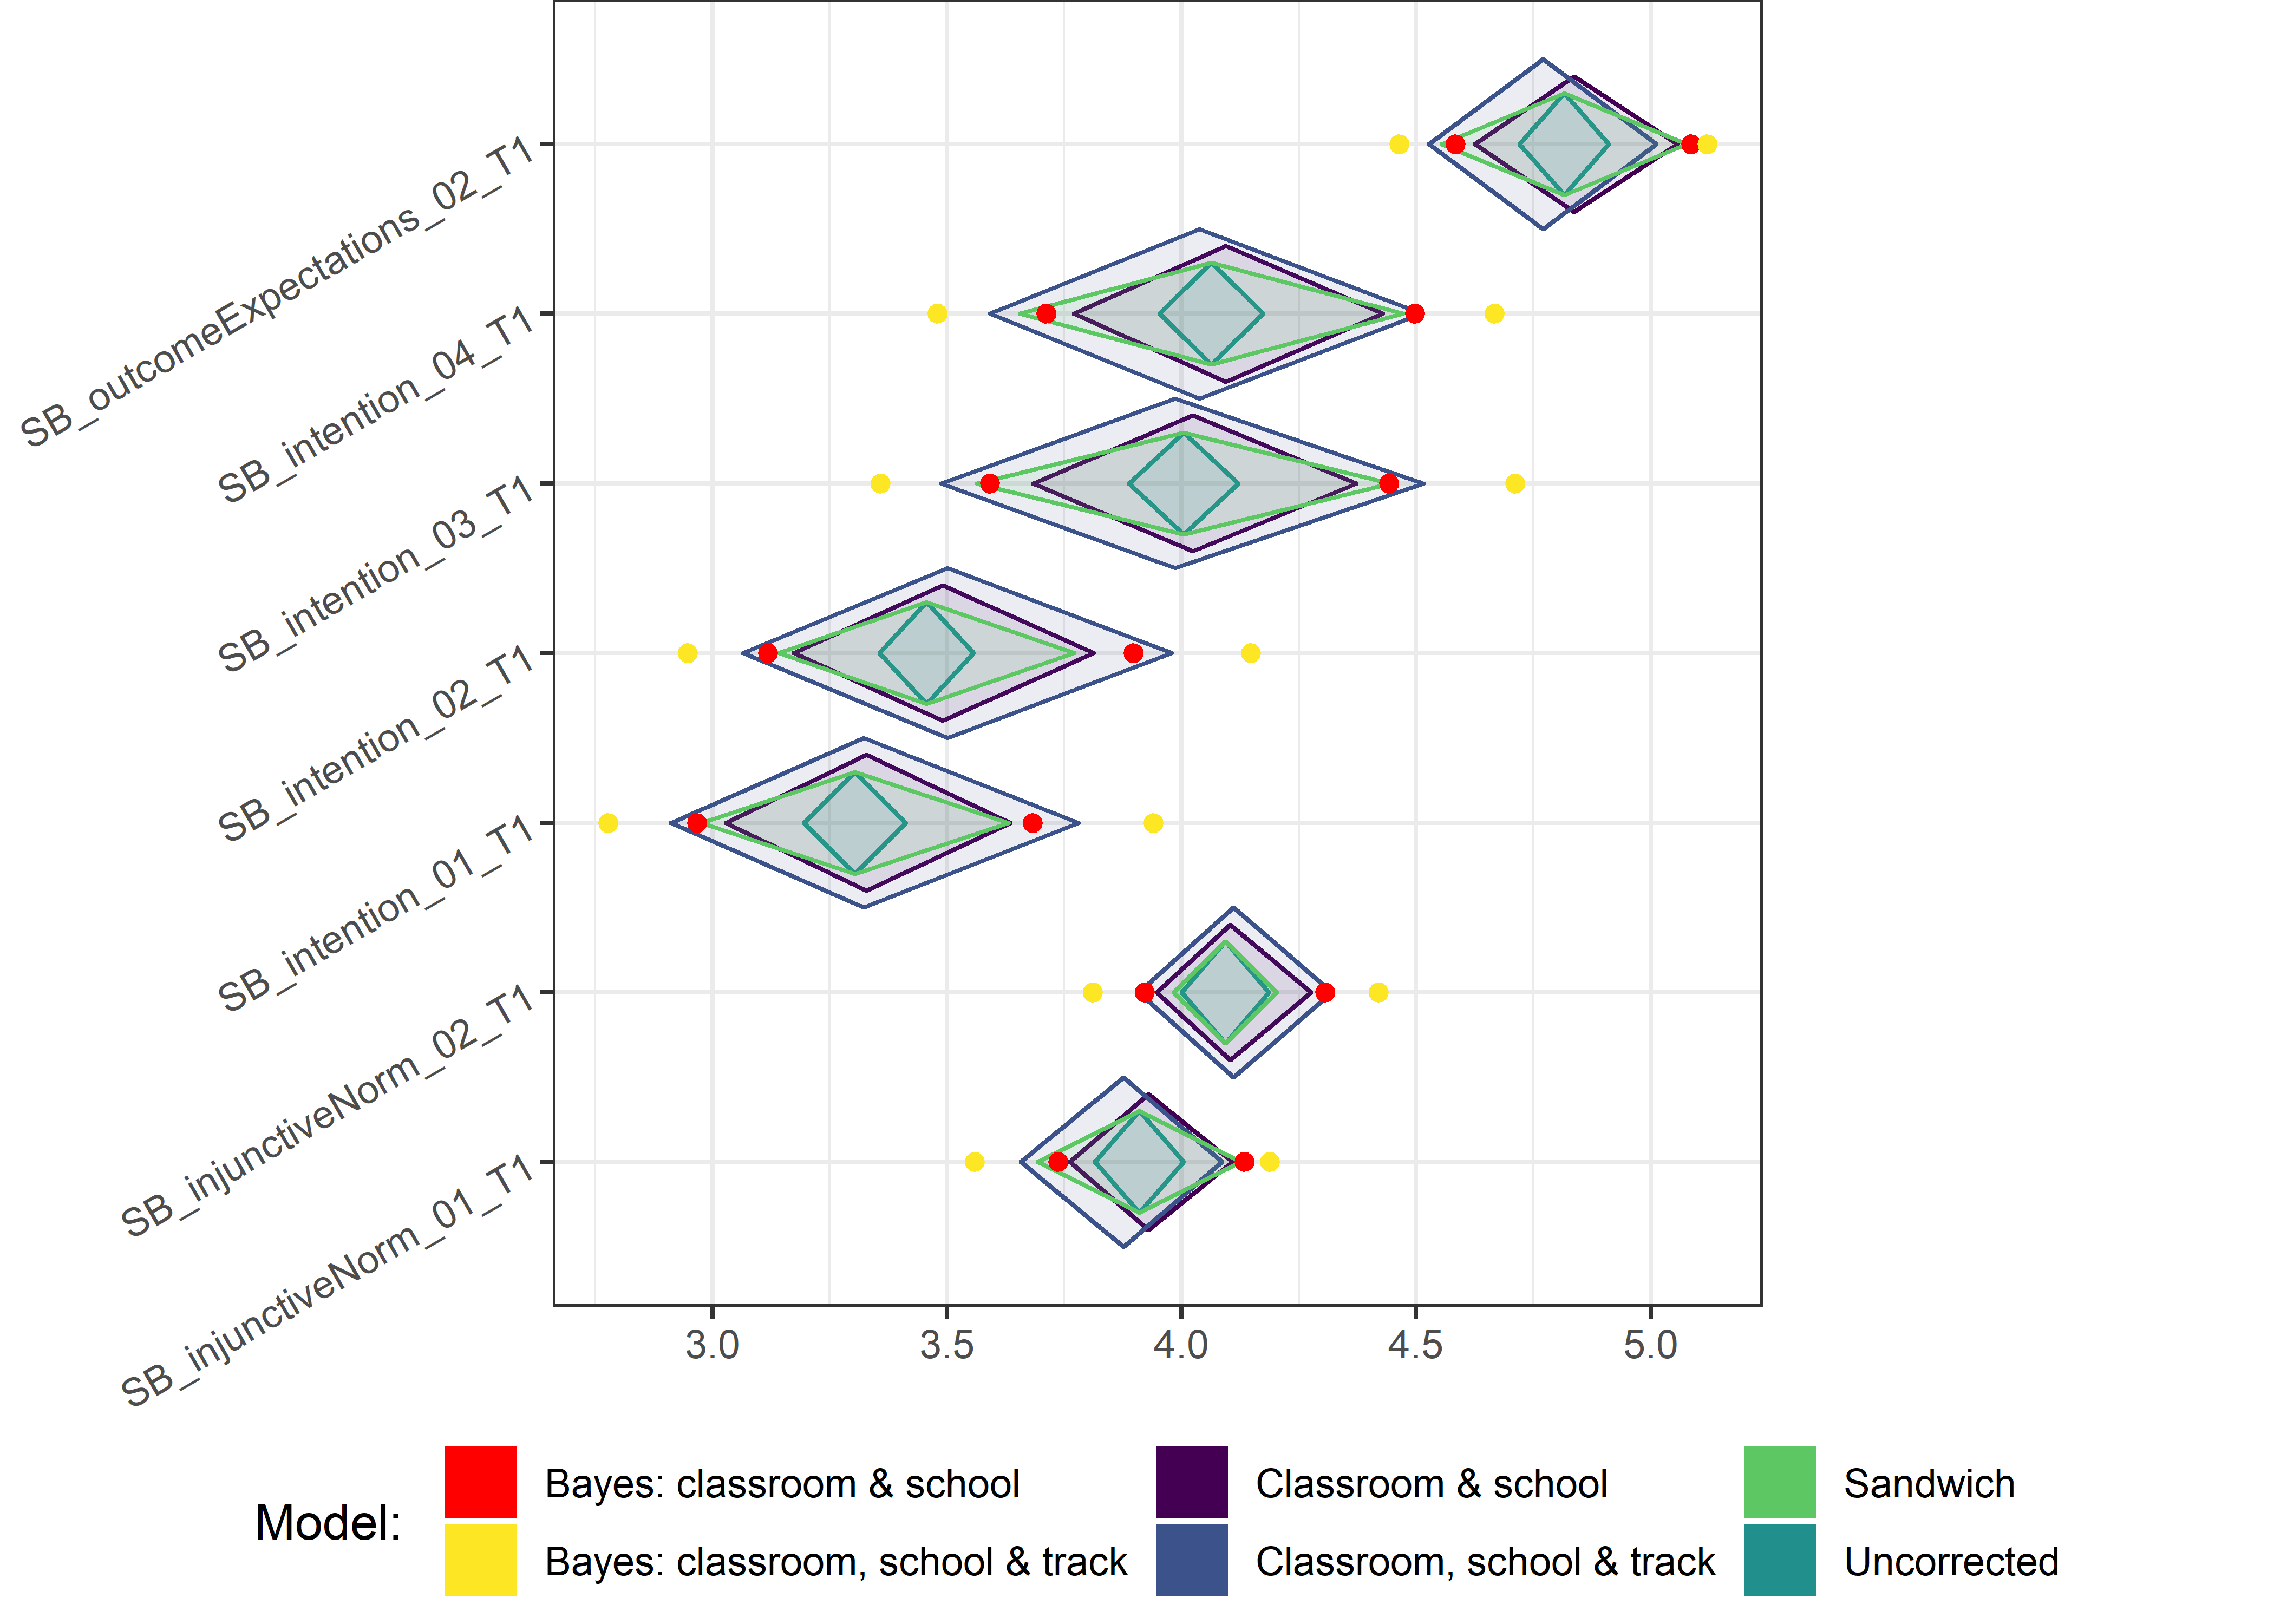 SB_outcomeExpectations_02_T1
SB_intention_04_T1
SB_intention_03_T1
SB_intention_02_T1
SB_intention_01_T1
SB_injunctiveNorm_02_T1
SB_injunctiveNorm_01_T1
3.0 3.5 4.0 4.5 5.0
Model:
Bayes: classroom & school
Bayes: classroom, school & track
Classroom & school
Classroom, school & track
Sandwich
Uncorrected